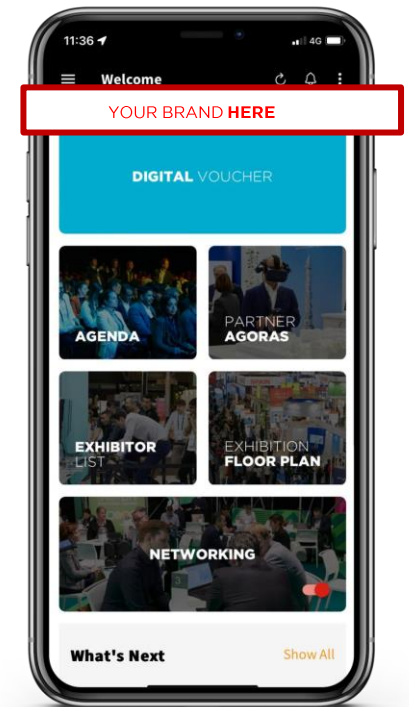 11:36 4G
Welcome
YOUR BRAND HERE
DIGITAL VOUCHER
AGENDA
PARTNER
AGORAS
EXHIBITOR
LIST
EXHIBITION
FLOOR PLAN
NETWORKING
What's Next Show All